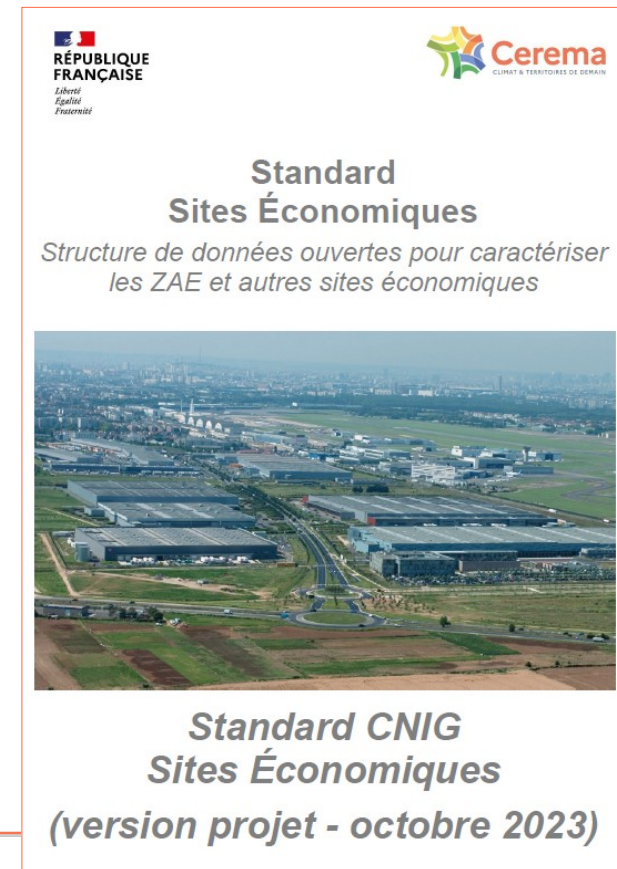 RÉPUBLIQUE
FRANÇAISE
Liberté
Égalité
Fraternité
Cerema
CLIMAT & TERRITOIRES DE DEMAIN
Standard
Sites Économiques
Structure de données ouvertes pour caractériser
les ZAE et autres sites économiques
Standard CNIG
Sites Économiques
(version projet - octobre 2023)